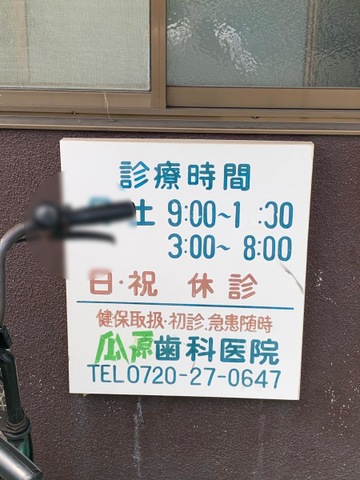 診療時間
土 9:00~1:30
3:00~8:00
日・祝 休診
健保取扱・初診.急患随時
瓜原歯科医院
TEL0720-27-0647